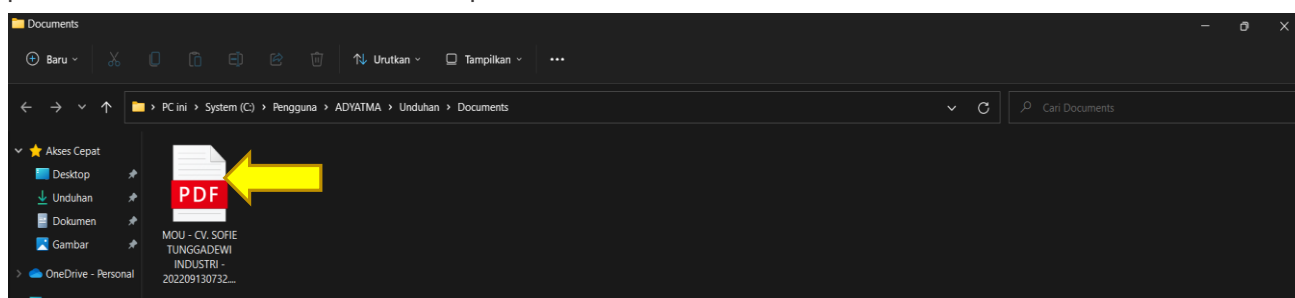 Documents
Baru
Urutkan
Tampilkan
PC ini > System (C:) > Pengguna > ADYATMA > Unduhan > Documents
Cari Documents
Akses Cepat
Desktop
Unduhan
Dokumen
Gambar
OneDrive - Personal
PDF
MOU - CV. SOFIE
TUNGGADEWI
INDUSTRI -
202209130732....